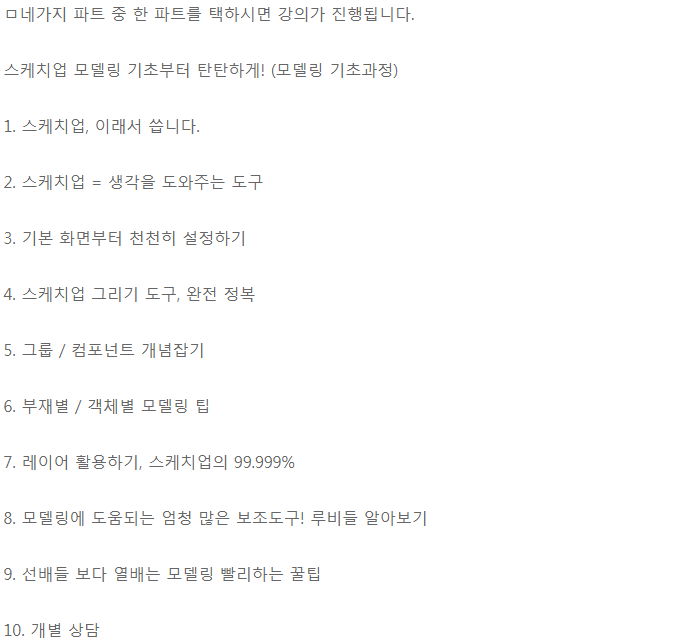 ㅁ네가지 파트 중 한 파트를 택하시면 강의가 진행됩니다.
스케치업 모델링 기초부터 탄탄하게! (모델링 기초과정)
1. 스케치업, 이래서 씁니다.
2. 스케치업 = 생각을 도와주는 도구
3. 기본 화면부터 천천히 설정하기
4. 스케치업 그리기 도구, 완전 정복
5. 그룹 / 컴포넌트 개념잡기
6. 부재별 / 객체별 모델링 팁
7. 레이어 활용하기, 스케치업의 99.999%
8. 모델링에 도움되는 엄청 많은 보조도구! 루비들 알아보기
9. 선배들 보다 열배는 모델링 빨리하는 꿀팁
10. 개별 상담